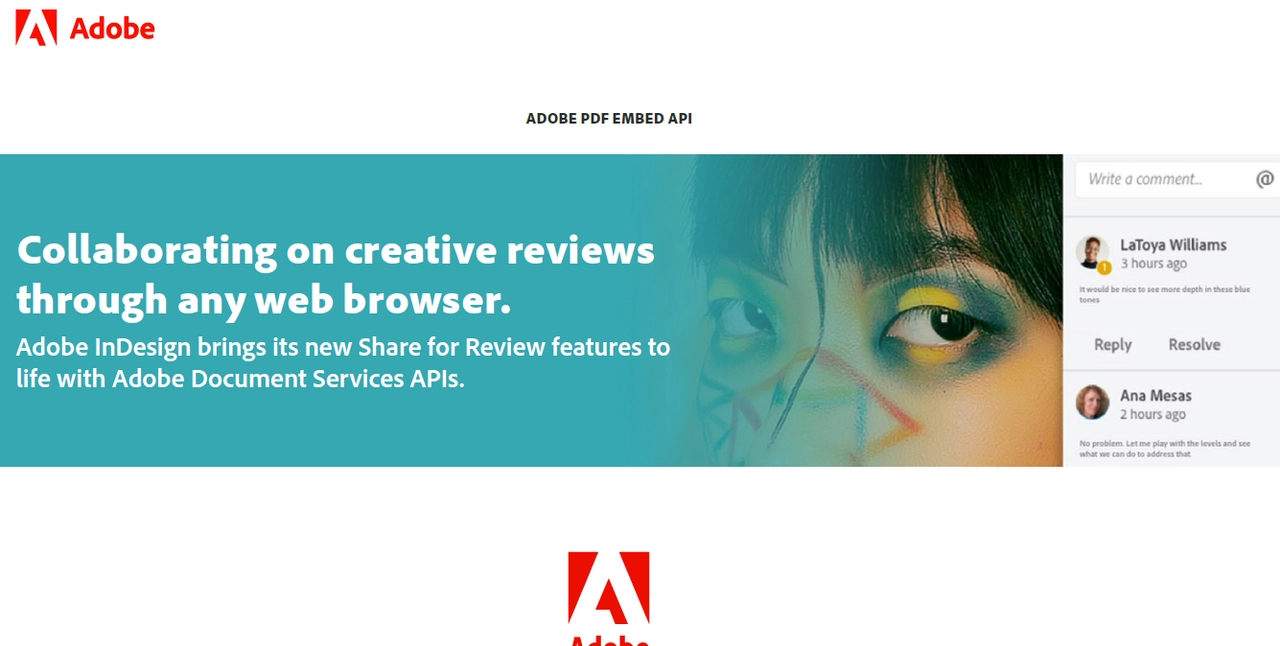 Adobe
ADOBE PDF EMBED API
Collaborating on creative reviews
through any web browser.
Adobe InDesign brings its new Share for Review features to
life with Adobe Document Services APIs.
Write a comment... @
LaToya Williams
3 hours ago
1
It would be nice to see more depth in these blue
tones
Reply Resolve
Ana Mesas
2 hours ago
No problem. Let me play with the levels and see
what we can do to address that.
Adobe